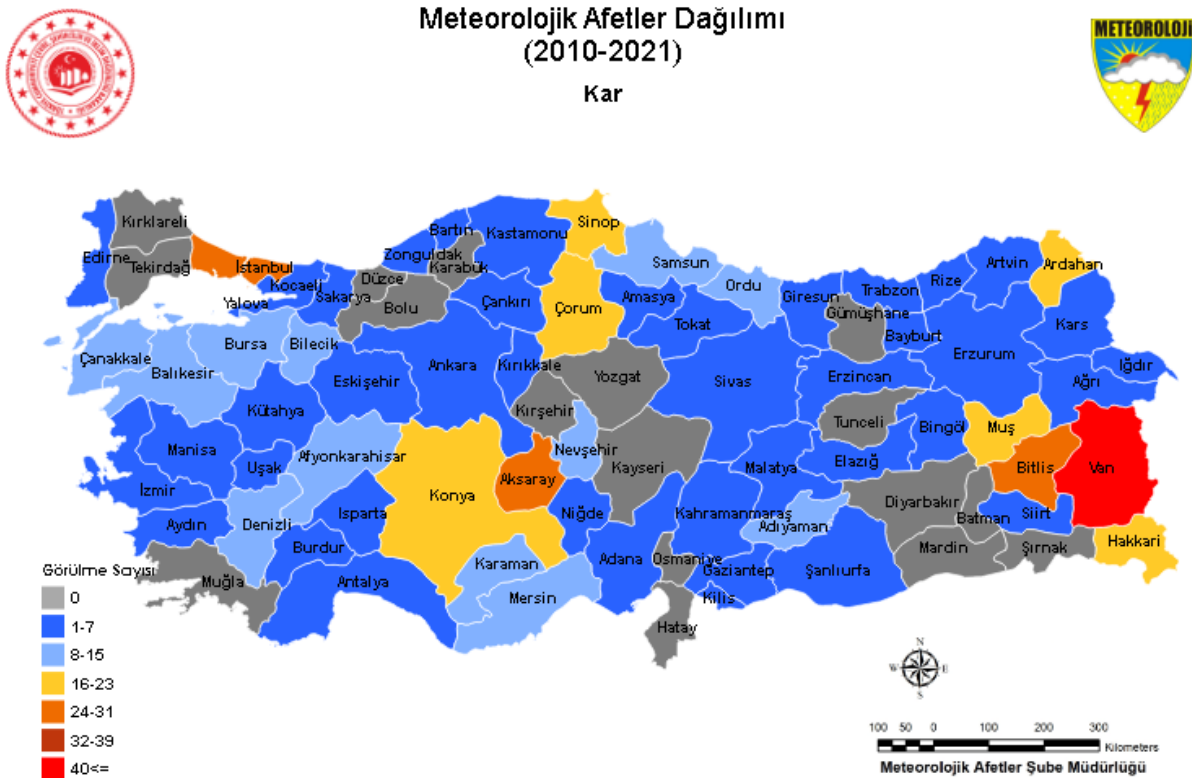 Meteorolojik Afetler Dağılımı
(2010-2021)
Kar
METEOROLOJİ
Kırklareli
Edirne
Tekirdağ
İstanbul
Kocaeli
Yalova
Sakarya
Düzce
Bolu
Zonguldak
Bartın
Karabük
Kastamonu
Sinop
Çankırı
Çorum
Samsun
Amasya
Ordu
Tokat
Giresun
Trabzon
Gümüşhane
Rize
Bayburt
Artvin
Ardahan
Kars
Iğdır
Ağrı
Erzurum
Erzincan
Çanakkale
Balıkesir
Bursa
Bilecik
Eskişehir
Kütahya
Ankara
Kırıkkale
Yozgat
Kırşehir
Sivas
Tunceli
Bingöl
Muş
Bitlis
Van
Manisa
Uşak
Afyonkarahisar
İzmir
Aydın
Denizli
Isparta
Burdur
Muğla
Antalya
Konya
Aksaray
Nevşehir
Kayseri
Niğde
Karaman
Mersin
Adana
Osmaniye
Hatay
Kahramanmaraş
Malatya
Elazığ
Adıyaman
Gaziantep
Kilis
Şanlıurfa
Diyarbakır
Batman
Mardin
Siirt
Şırnak
Hakkari
Görülme Sayısı
0
1-7
8-15
16-23
24-31
32-39
40<=
N
W
E
S
100 50 0 100 200 300
Kilometers
Meteorolojik Afetler Şube Müdürlüğü